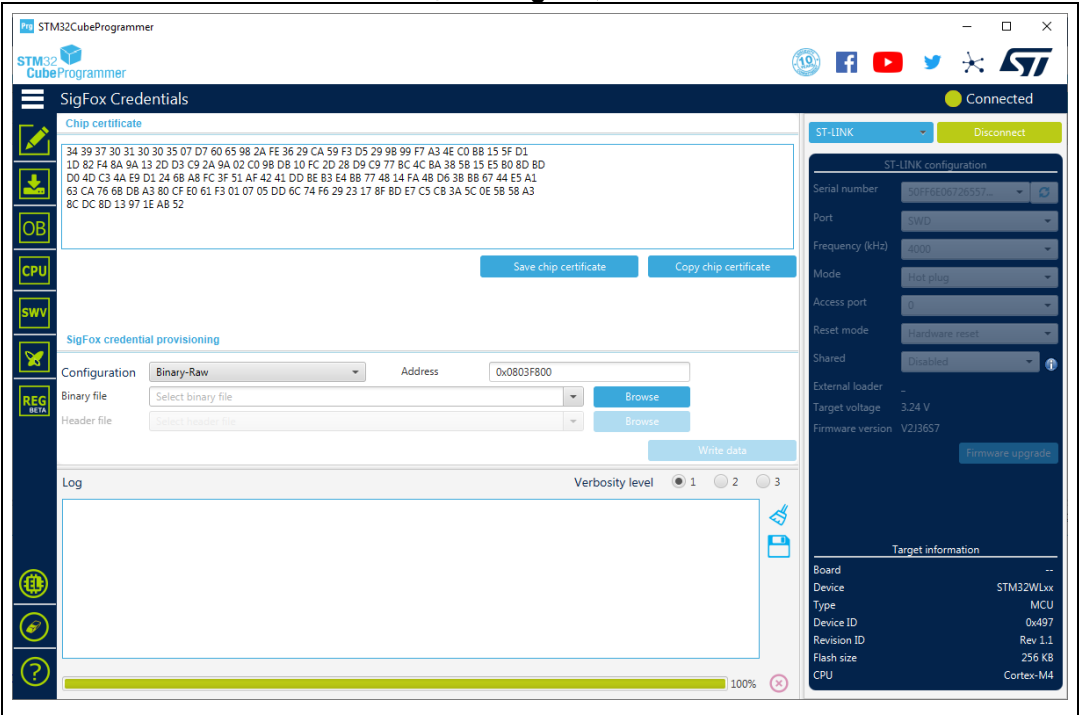 Prg STM32CubeProgrammer
STM32
CubeProgrammer
10
SigFox Credentials
Connected
Chip certificate
34 39 37 30 31 30 30 35 07 D7 60 65 98 2A FE 36 29 CA 59 F3 D5 29 9B 99 F7 A3 4E C0 BB 15 5F D1
1D 82 F4 8A 9A 13 2D D3 C9 2A 9A 02 C0 9B DB 10 FC 2D 28 D9 C9 77 BC 4C BA 38 5B 15 E5 B0 8D BD
D0 4D C3 4A E9 D1 24 6B A8 FC 3F 51 AF 42 41 DD BE B3 E4 BB 77 48 14 FA 4B D6 3B BB 67 44 E5 A1
63 CA 76 6B DB A3 80 CF E0 61 F3 01 07 05 DD 6C 74 F6 29 23 17 8F BD E7 C5 CB 3A 5C 0E 5B 58 A3
8C DC 8D 13 97 1E AB 52
Save chip certificate
Copy chip certificate
SigFox credential provisioning
Configuration Binary-Raw Address 0x0803F800
Binary file Select binary file Browse
Header file Select header file Browse
Write data
Log Verbosity level 1 2 3
100%
OB
CPU
SWV
REG
BETA
ST-LINK Disconnect
ST-LINK configuration
Serial number 50FF6E06726557...
Port SWD
Frequency (kHz) 4000
Mode Hot plug
Access port 0
Reset mode Hardware reset
Shared Disabled
External loader _
Target voltage 3.24 V
Firmware version V2J36S7
Firmware upgrade
Target information
Board --
Device STM32WLxx
Type MCU
Device ID 0x497
Revision ID Rev 1.1
Flash size 256 KB
CPU Cortex-M4